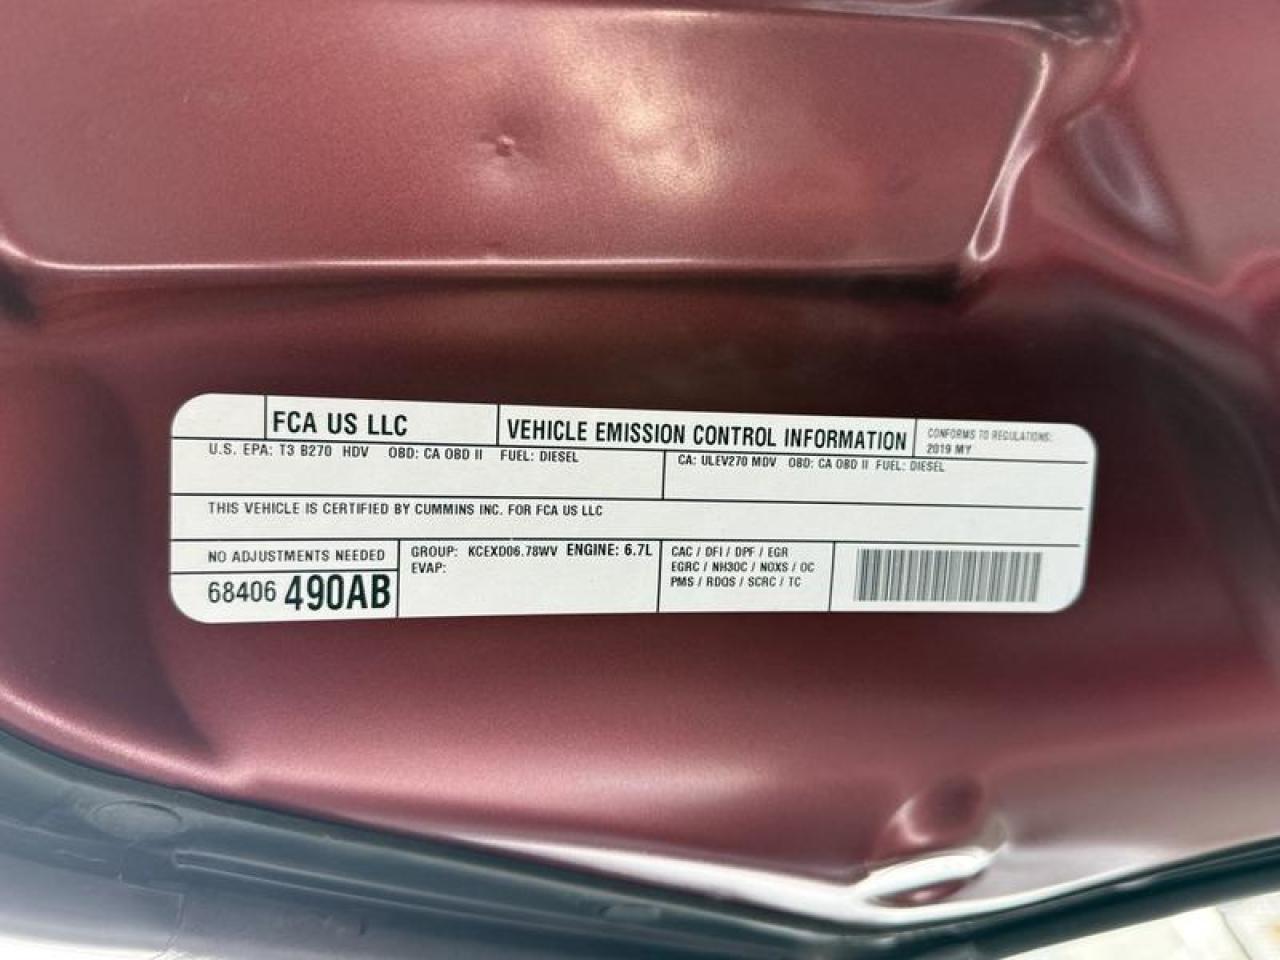 FCA US LLC
VEHICLE EMISSION CONTROL INFORMATION
CONFORMS TO REGULATIONS:
2019 MY
U.S. EPA: T3 B270 HDV OBD: CA OBD II FUEL: DIESEL
CA: ULEV270 MDV OBD: CA OBD II FUEL: DIESEL
THIS VEHICLE IS CERTIFIED BY CUMMINS INC. FOR FCA US LLC
NO ADJUSTMENTS NEEDED
68406 490AB
GROUP: KCEXD06.78WV ENGINE: 6.7L
EVAP:
CAC / DFI / DPF / EGR
EGRC / NH3OC / NOXS / OC
PMS / RDQS / SCRC / TC